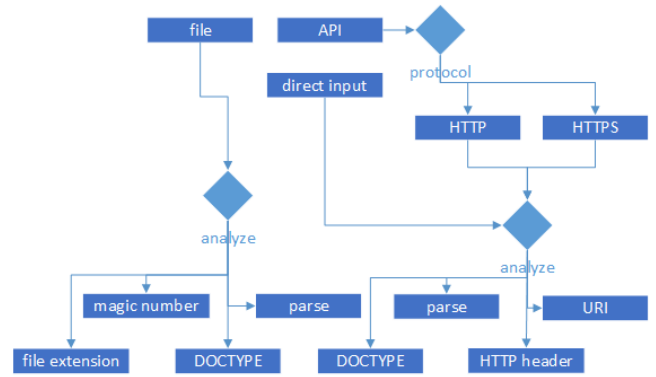 file
API
protocol
direct input
HTTP
HTTPS
analyze
analyze
magic number
parse
parse
URI
file extension
DOCTYPE
DOCTYPE
HTTP header